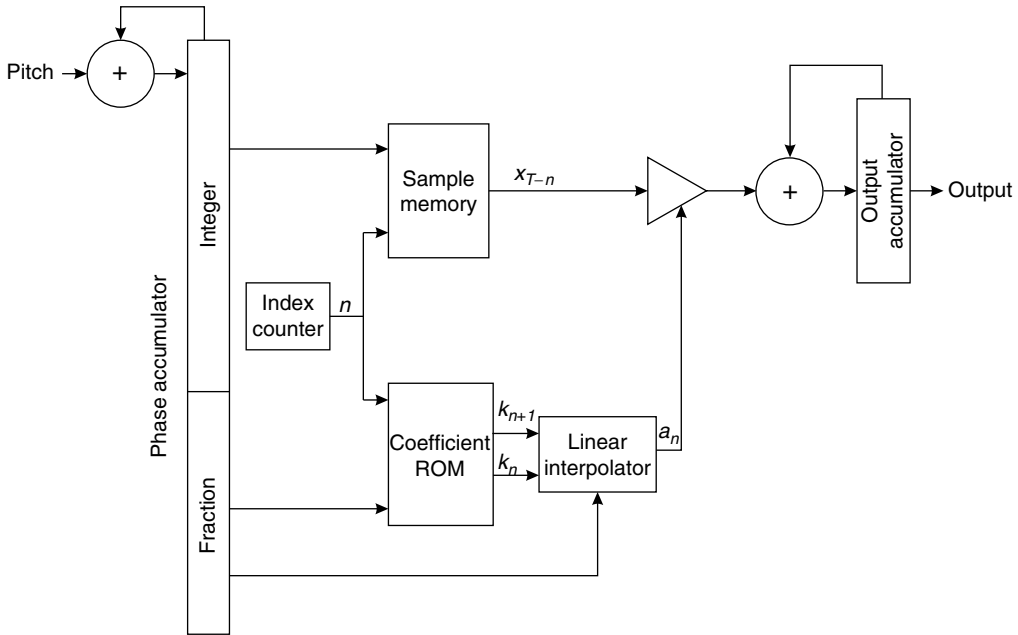 Pitch
+
Integer
Phase accumulator
Fraction
Index
counter
n
Sample
memory
x_{T–n}
Coefficient
ROM
k_{n+1}
k_n
Linear
interpolator
a_n
+
Output
accumulator
Output